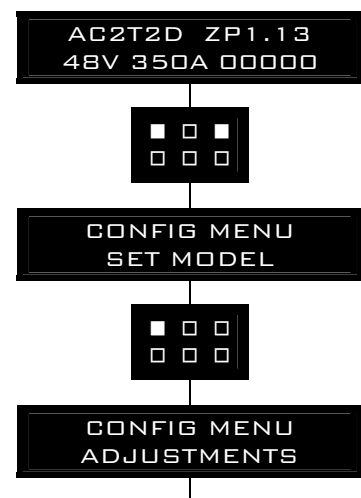 AC2T2D ZP1.13
48V 350A 00000
CONFIG MENU
SET MODEL
CONFIG MENU
ADJUSTMENTS